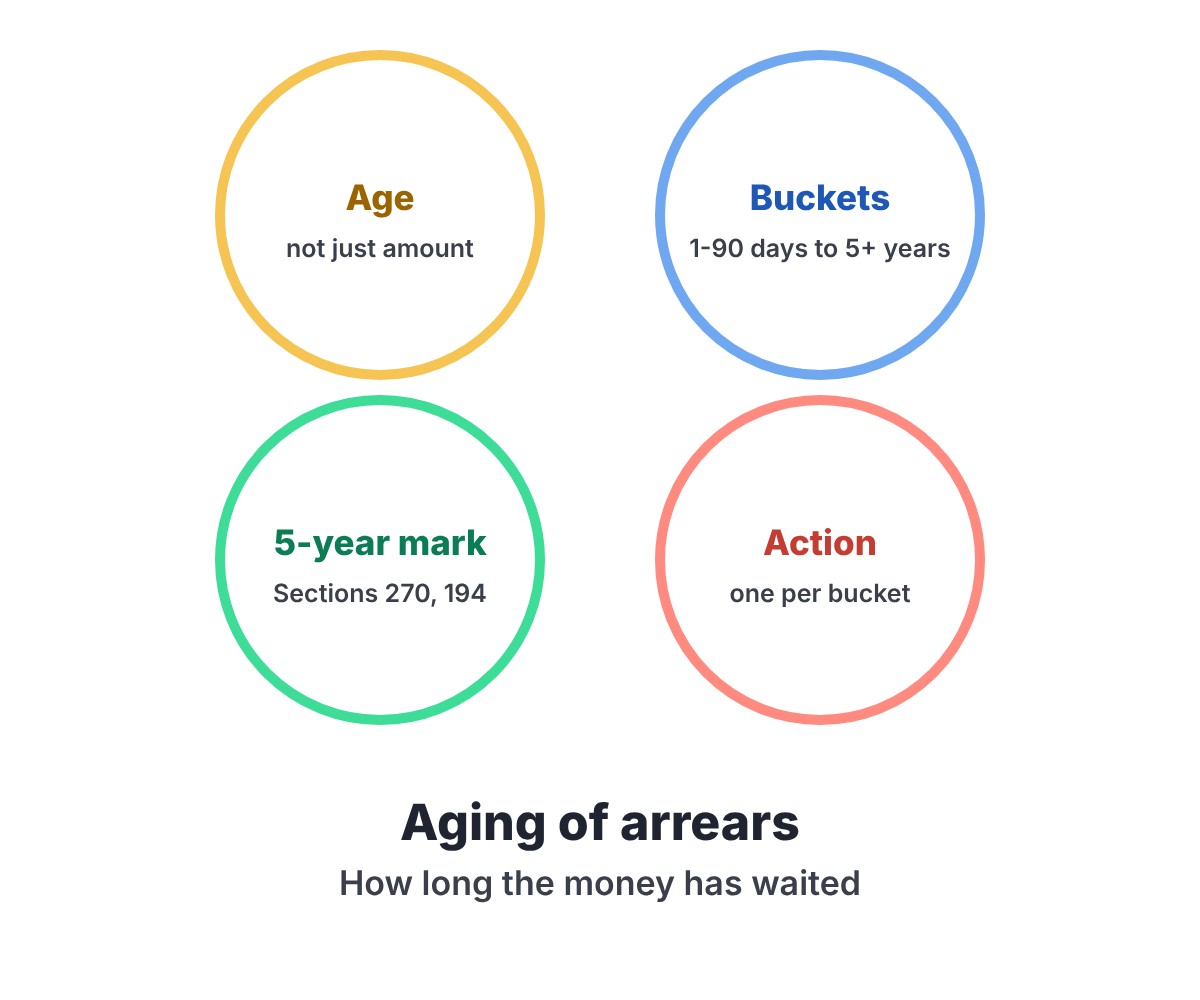 Age
not just amount
Buckets
1-90 days to 5+ years
5-year mark
Sections 270, 194
Action
one per bucket
Aging of arrears
How long the money has waited